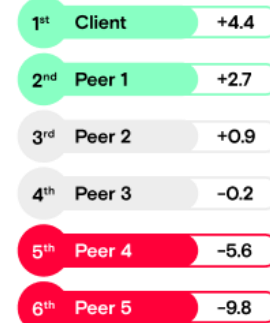 1st Client +4.4
2nd Peer 1 +2.7
3rd Peer 2 +0.9
4th Peer 3 -0.2
5th Peer 4 -5.6
6th Peer 5 -9.8